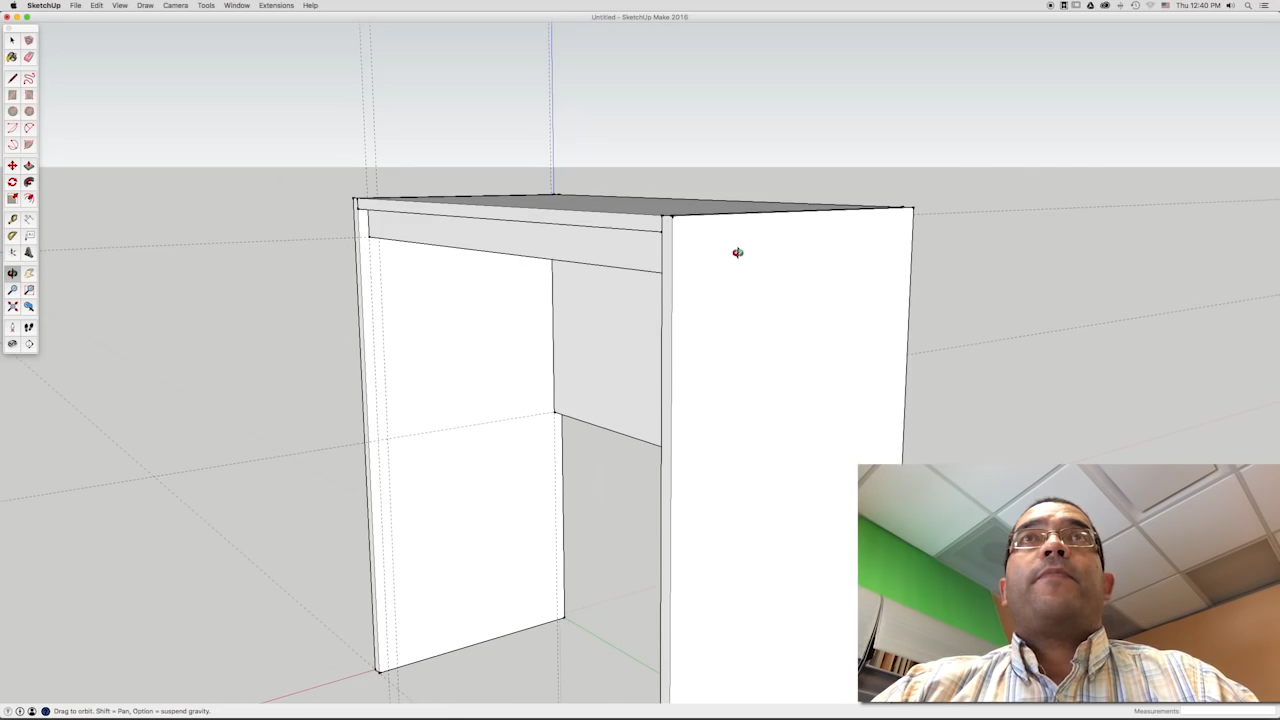 SketchUp File Edit View Draw Camera Tools Window Extensions Help Thu 12:40 PM
Untitled - SketchUp Make 2016
Drag to orbit. Shift = Pan, Option = suspend gravity. Measurements: